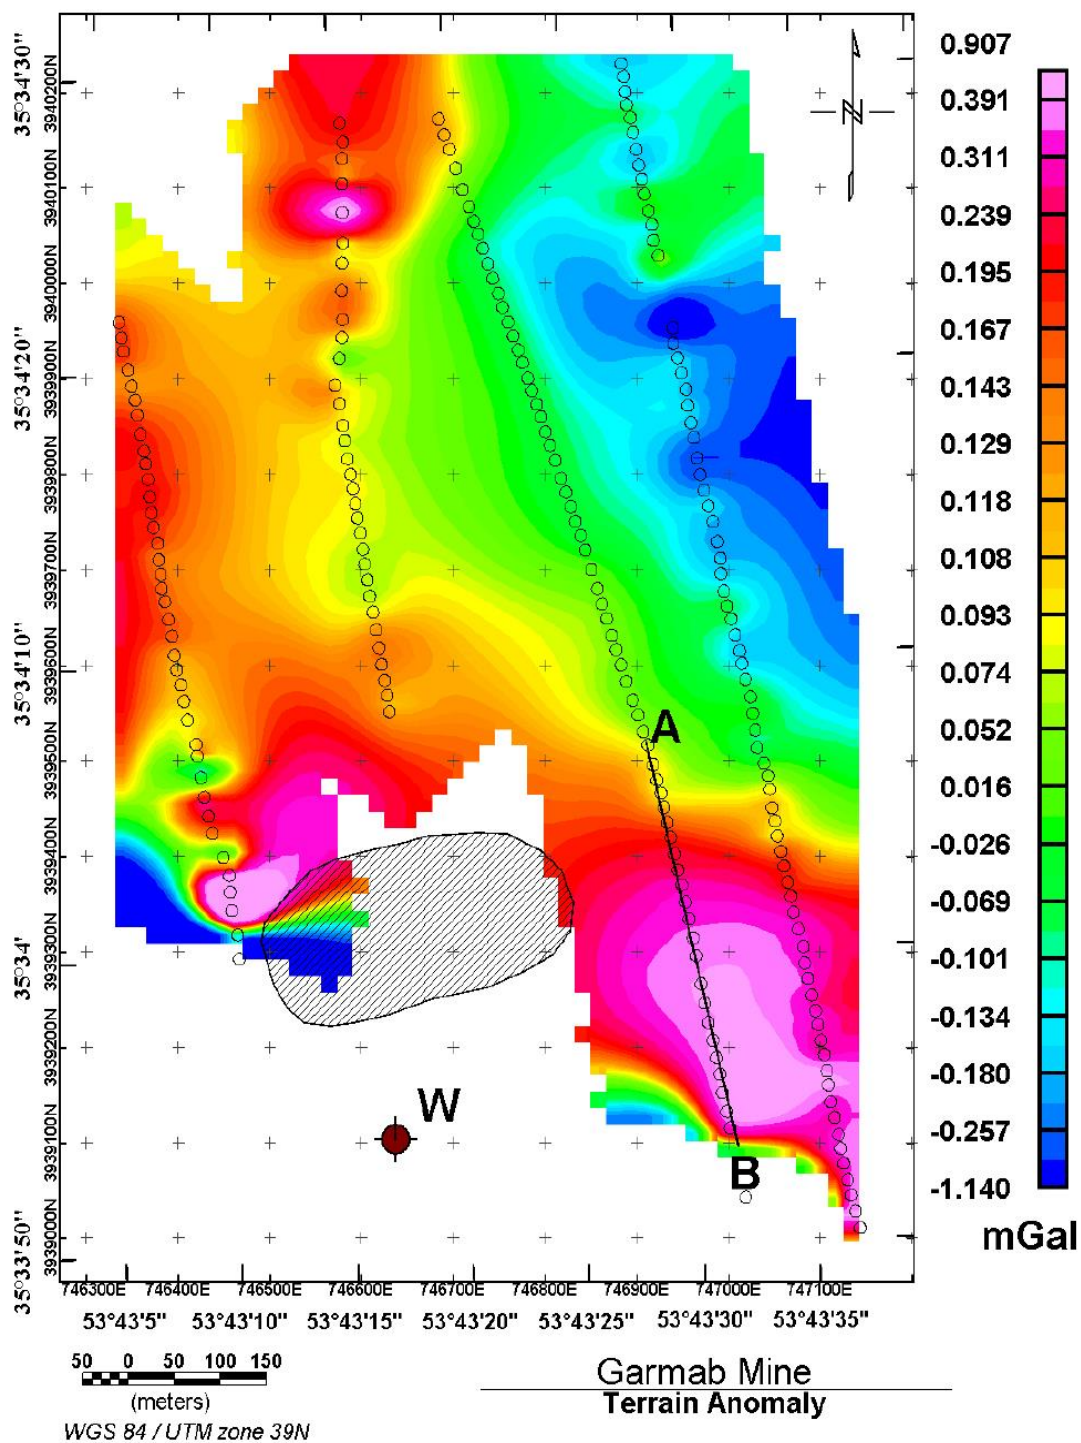 35°34'30"
35°34'20"
35°34'10"
35°34'
35°33'50"
3940200N
3940100N
3940000N
3939900N
3939800N
3939700N
3939600N
3939500N
3939400N
3939300N
3939200N
3939100N
3939000N
N
A
B
W
0.907
0.391
0.311
0.239
0.195
0.167
0.143
0.129
0.118
0.108
0.093
0.074
0.052
0.016
-0.026
-0.069
-0.101
-0.134
-0.180
-0.257
-1.140
mGal
746300E 746400E 746500E 746600E 746700E 746800E 746900E 747000E 747100E
53°43'5" 53°43'10" 53°43'15" 53°43'20" 53°43'25" 53°43'30" 53°43'35"
50 0 50 100 150
(meters)
WGS 84 / UTM zone 39N
Garmab Mine
Terrain Anomaly